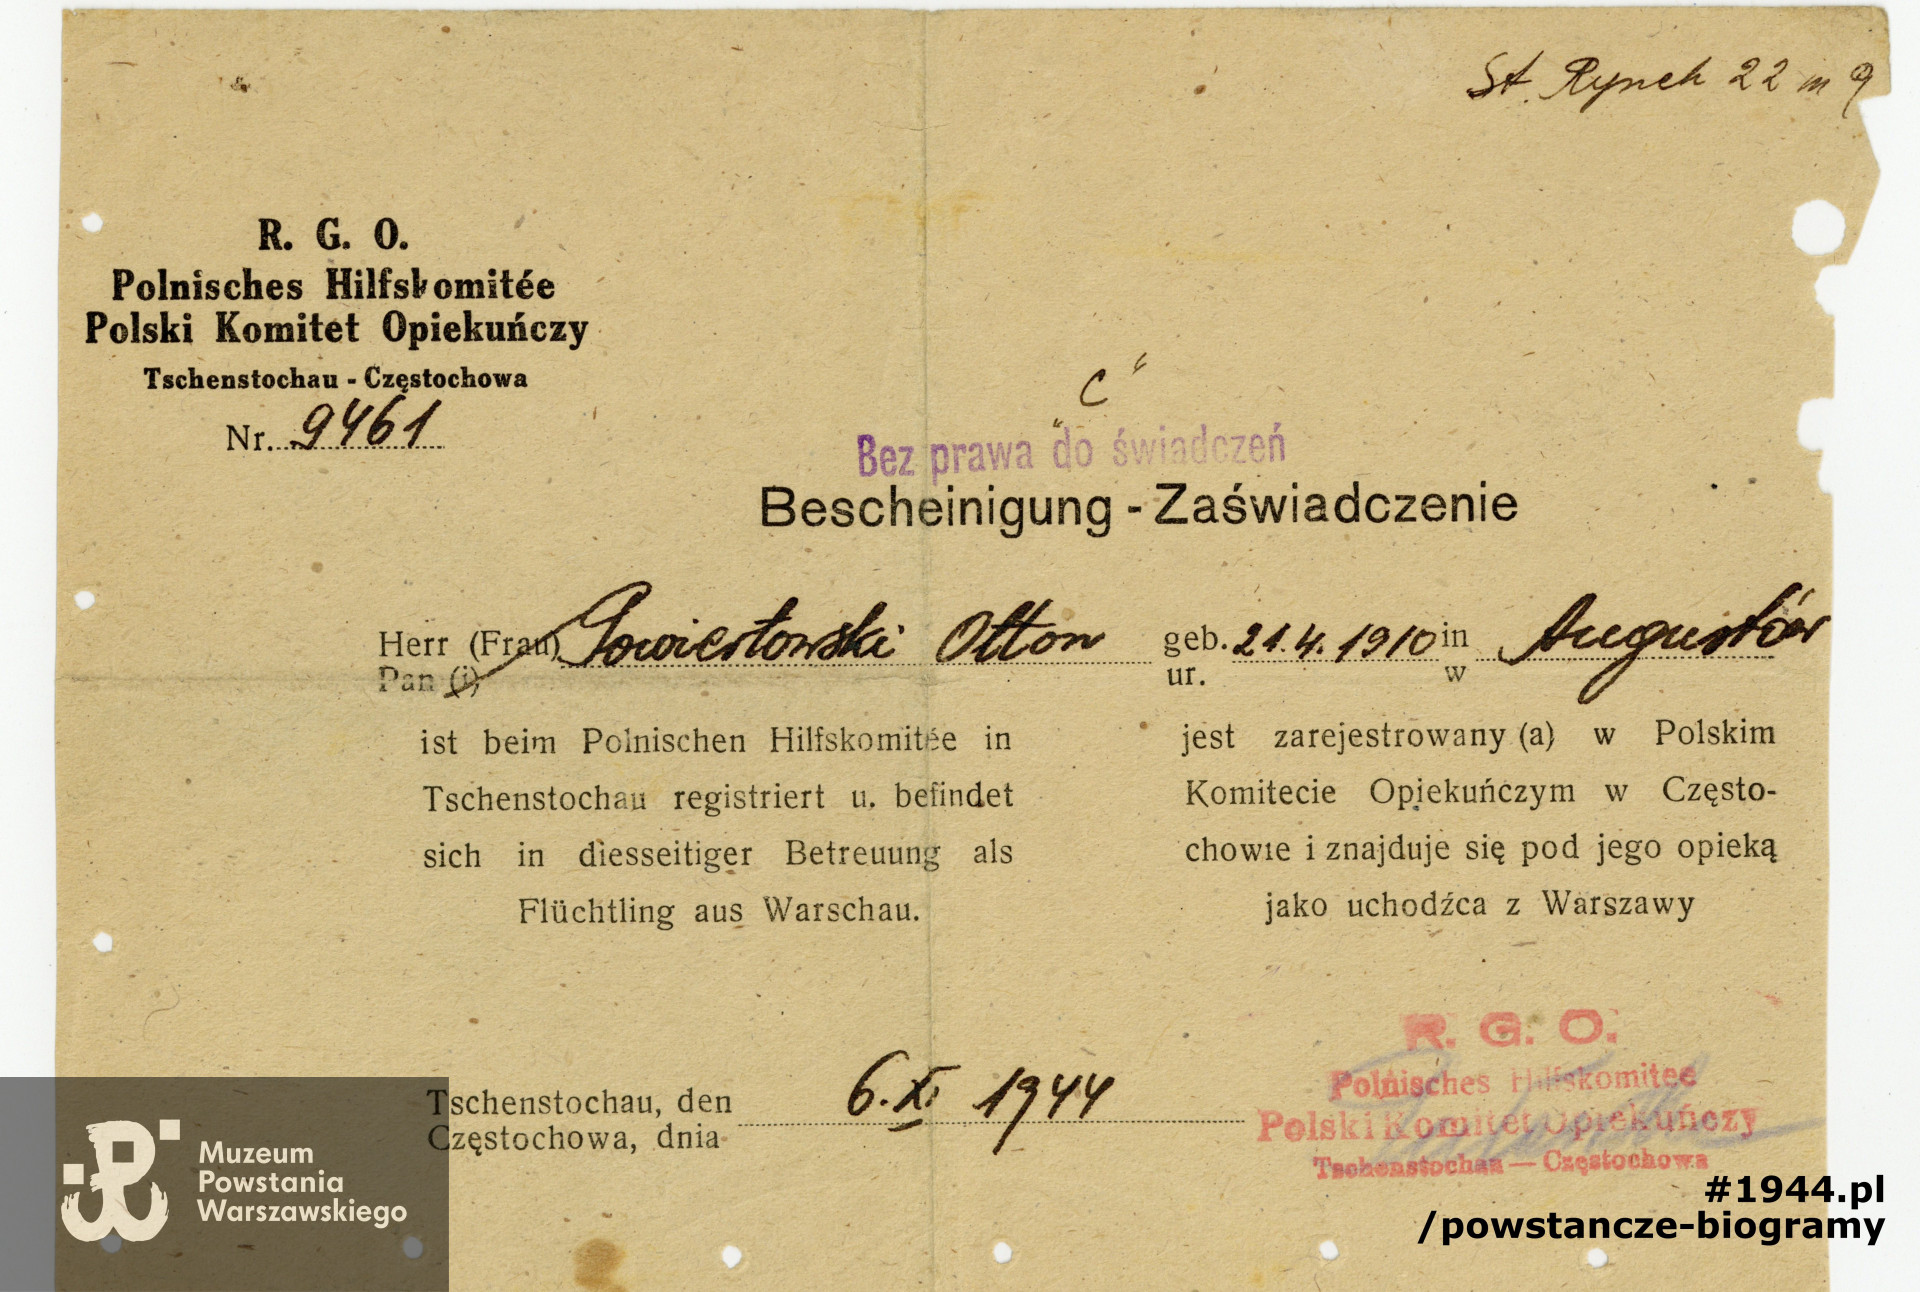 St. Rynek 22 m 9
R. G. O.
Polnisches Hilfskomitée
Polski Komitet Opiekuńczy
Tschenstochau - Częstochowa
Nr. 9461
„C“
Bez prawa do świadczeń
Bescheinigung - Zaświadczenie
Herr (Frau) Powiertowski Otton geb. 21.4.1910 in Augustów
Pan (i) ur. w
ist beim Polnischen Hilfskomitée in
Tschenstochau registriert u. befindet
sich in diesseitiger Betreuung als
Flüchtling aus Warschau.
jest zarejestrowany (a) w Polskim
Komitecie Opiekuńczym w Często-
chowie i znajduje się pod jego opieką
jako uchodźca z Warszawy
Tschenstochau, den 6.XI 1944
Częstochowa, dnia
R. G. O.
Polnisches Hilfskomitee
Polski Komitet Opiekuńczy
Tschenstochau — Częstochowa
Muzeum
Powstania
Warszawskiego
#1944.pl
/powstancze-biogramy